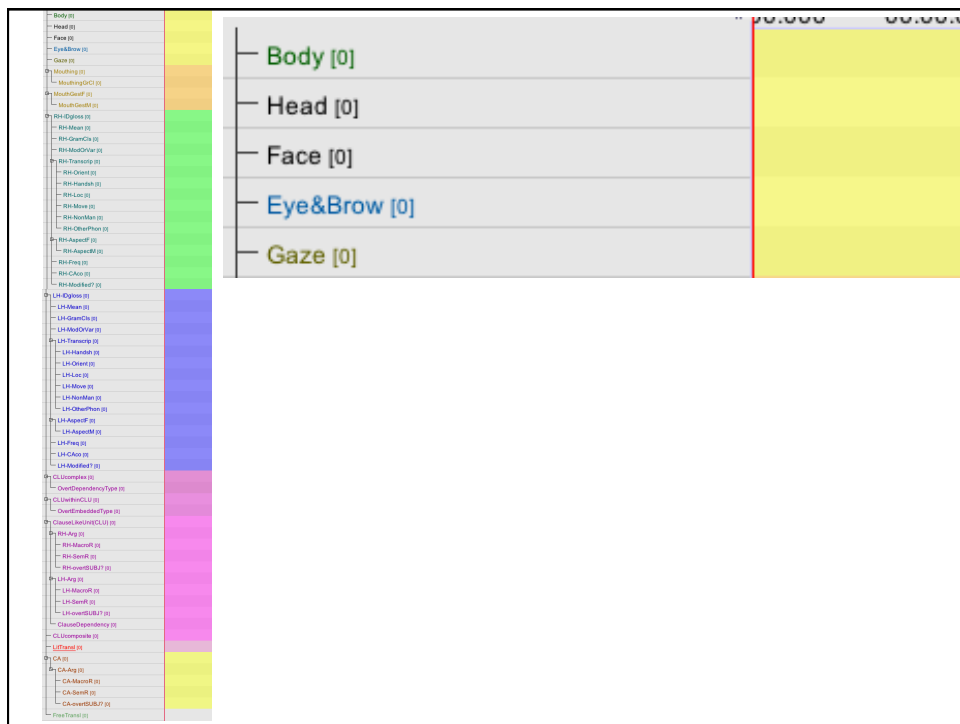 Body [0]
Head [0]
Face [0]
Eye&Brow [0]
Gaze [0]
Mouthing [0]
MouthingGrCl [0]
MouthGestF [0]
MouthGestM [0]
RH-IDgloss [0]
RH-Mean [0]
RH-GramCls [0]
RH-ModOrVar [0]
RH-Transcrip [0]
RH-Orient [0]
RH-Handsh [0]
RH-Loc [0]
RH-Move [0]
RH-NonMan [0]
RH-OtherPhon [0]
RH-AspectF [0]
RH-AspectM [0]
RH-Freq [0]
RH-CAco [0]
RH-Modified? [0]
LH-IDgloss [0]
LH-Mean [0]
LH-GramCls [0]
LH-ModOrVar [0]
LH-Transcrip [0]
LH-Handsh [0]
LH-Orient [0]
LH-Loc [0]
LH-Move [0]
LH-NonMan [0]
LH-OtherPhon [0]
LH-AspectF [0]
LH-AspectM [0]
LH-Freq [0]
LH-CAco [0]
LH-Modified? [0]
CLUcomplex [0]
OvertDependencyType [0]
CLUwithinCLU [0]
OvertEmbeddedType [0]
ClauseLikeUnit(CLU) [0]
RH-Arg [0]
RH-MacroR [0]
RH-SemR [0]
RH-overtSUBJ? [0]
LH-Arg [0]
LH-MacroR [0]
LH-SemR [0]
LH-overtSUBJ? [0]
ClauseDependency [0]
CLUcomposite [0]
LitTransl [0]
CA [0]
CA-Arg [0]
CA-MacroR [0]
CA-SemR [0]
CA-overtSUBJ? [0]
FreeTransl [0]
Body [0]
Head [0]
Face [0]
Eye&Brow [0]
Gaze [0]